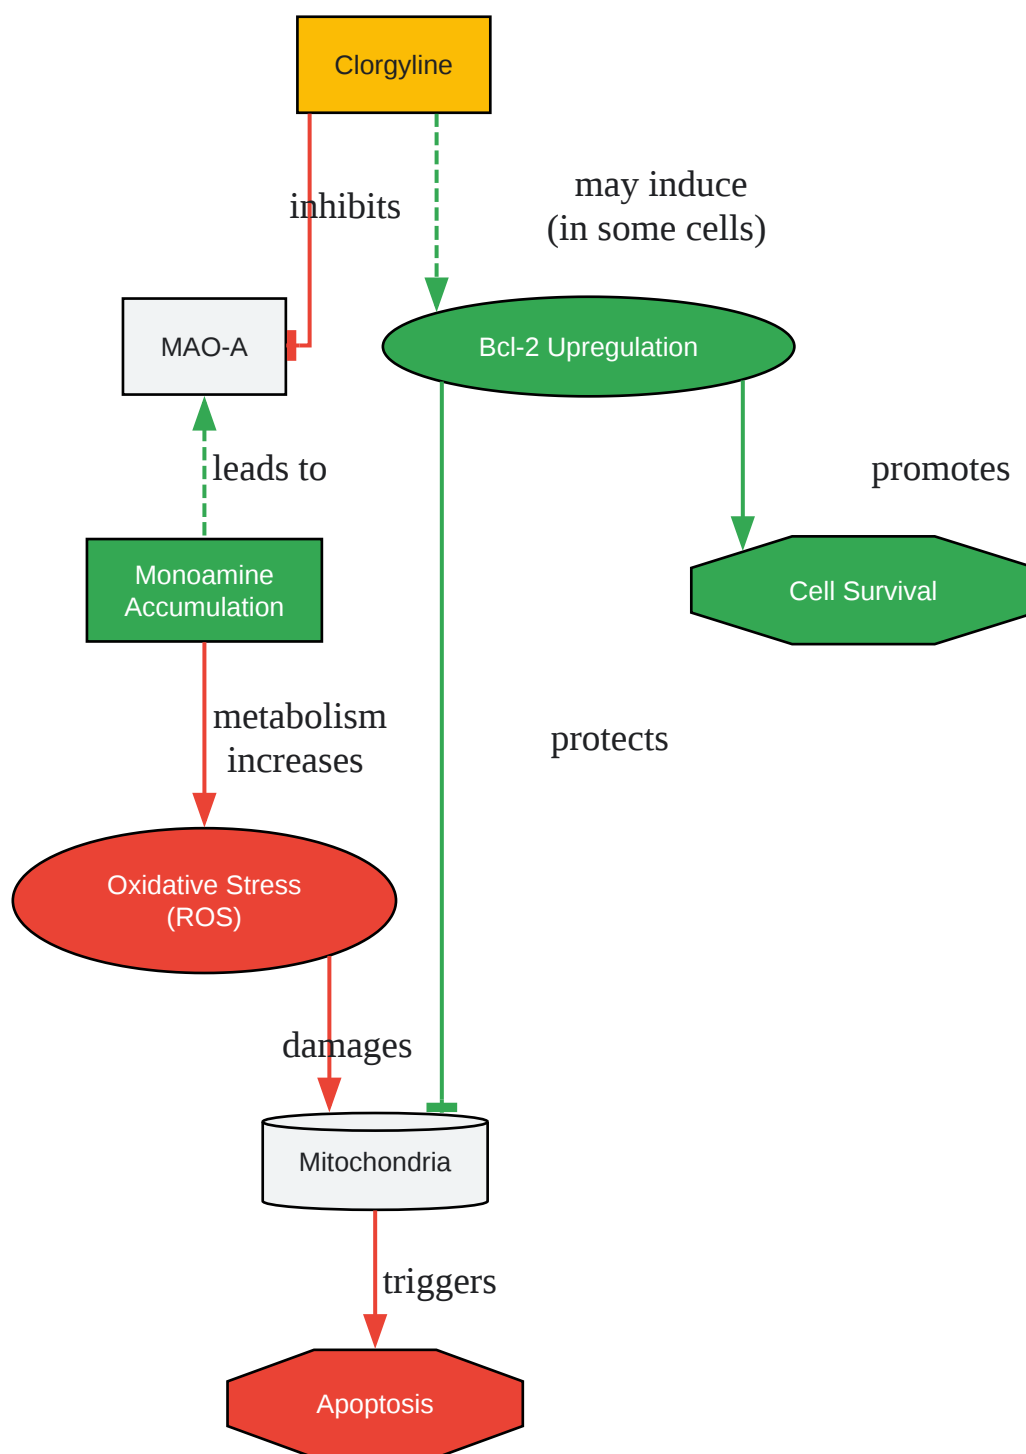 Clorgyline
inhibits
may induce
(in some cells)
MAO-A
Bcl-2 Upregulation
leads to
promotes
Monoamine
Accumulation
Cell Survival
metabolism
increases
protects
Oxidative Stress
(ROS)
damages
Mitochondria
triggers
Apoptosis